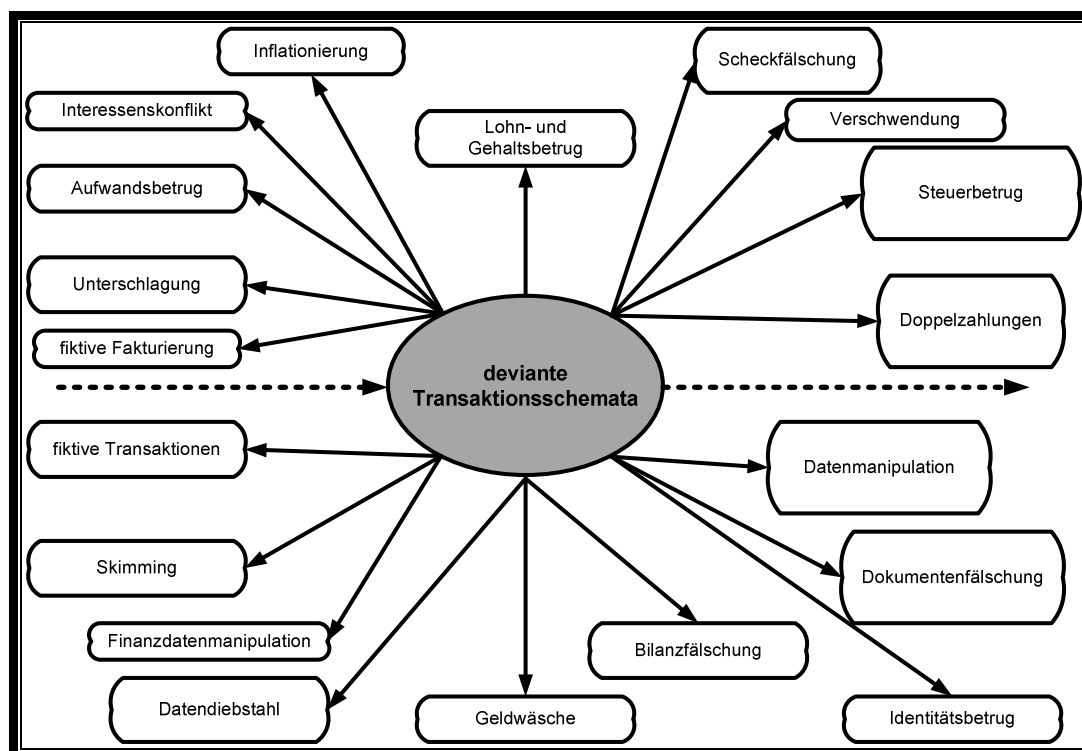 Inflationierung
Scheckfälschung
Interessenskonflikt
Lohn- und
Gehaltsbetrug
Verschwendung
Aufwandsbetrug
Steuerbetrug
Unterschlagung
Doppelzahlungen
fiktive Fakturierung
deviante
Transaktionsschemata
fiktive Transaktionen
Datenmanipulation
Skimming
Dokumentenfälschung
Finanzdatenmanipulation
Bilanzfälschung
Datendiebstahl
Geldwäsche
Identitätsbetrug